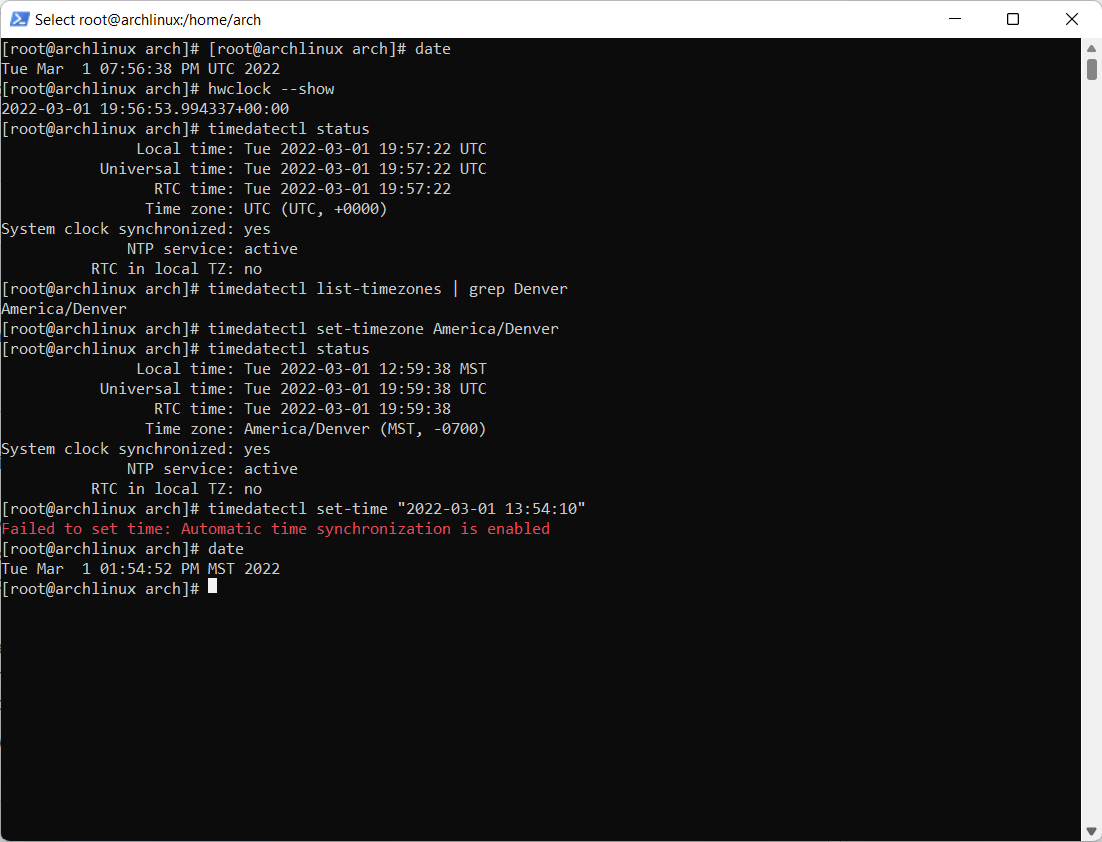 Select root@archlinux:/home/arch
[root@archlinux arch]# [root@archlinux arch]# date
Tue Mar  1 07:56:38 PM UTC 2022
[root@archlinux arch]# hwclock --show
2022-03-01 19:56:53.994337+00:00
[root@archlinux arch]# timedatectl status
               Local time: Tue 2022-03-01 19:57:22 UTC
           Universal time: Tue 2022-03-01 19:57:22 UTC
                 RTC time: Tue 2022-03-01 19:57:22
                Time zone: UTC (UTC, +0000)
System clock synchronized: yes
              NTP service: active
          RTC in local TZ: no
[root@archlinux arch]# timedatectl list-timezones | grep Denver
America/Denver
[root@archlinux arch]# timedatectl set-timezone America/Denver
[root@archlinux arch]# timedatectl status
               Local time: Tue 2022-03-01 12:59:38 MST
           Universal time: Tue 2022-03-01 19:59:38 UTC
                 RTC time: Tue 2022-03-01 19:59:38
                Time zone: America/Denver (MST, -0700)
System clock synchronized: yes
              NTP service: active
          RTC in local TZ: no
[root@archlinux arch]# timedatectl set-time "2022-03-01 13:54:10"
Failed to set time: Automatic time synchronization is enabled
[root@archlinux arch]# date
Tue Mar  1 01:54:52 PM MST 2022
[root@archlinux arch]#